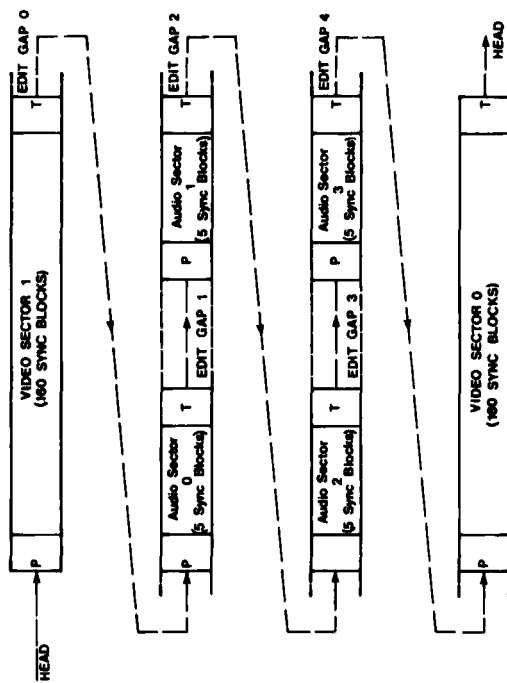 HEAD
P
VIDEO SECTOR 1
(.160 SYNC BLOCKS)
T
EDIT GAP 0
P
Audio Sector
0
(5 Sync Blocks)
T
EDIT GAP 1
P
Audio Sector
1
(5 Sync Blocks)
T
EDIT GAP 2
Audio Sector
2
(5 Sync Blocks)
T
EDIT GAP 3
P
Audio Sector
3
(5 Sync Blocks)
T
EDIT GAP 4
P
VIDEO SECTOR 0
(160 SYNC BLOCKS)
T
HEAD